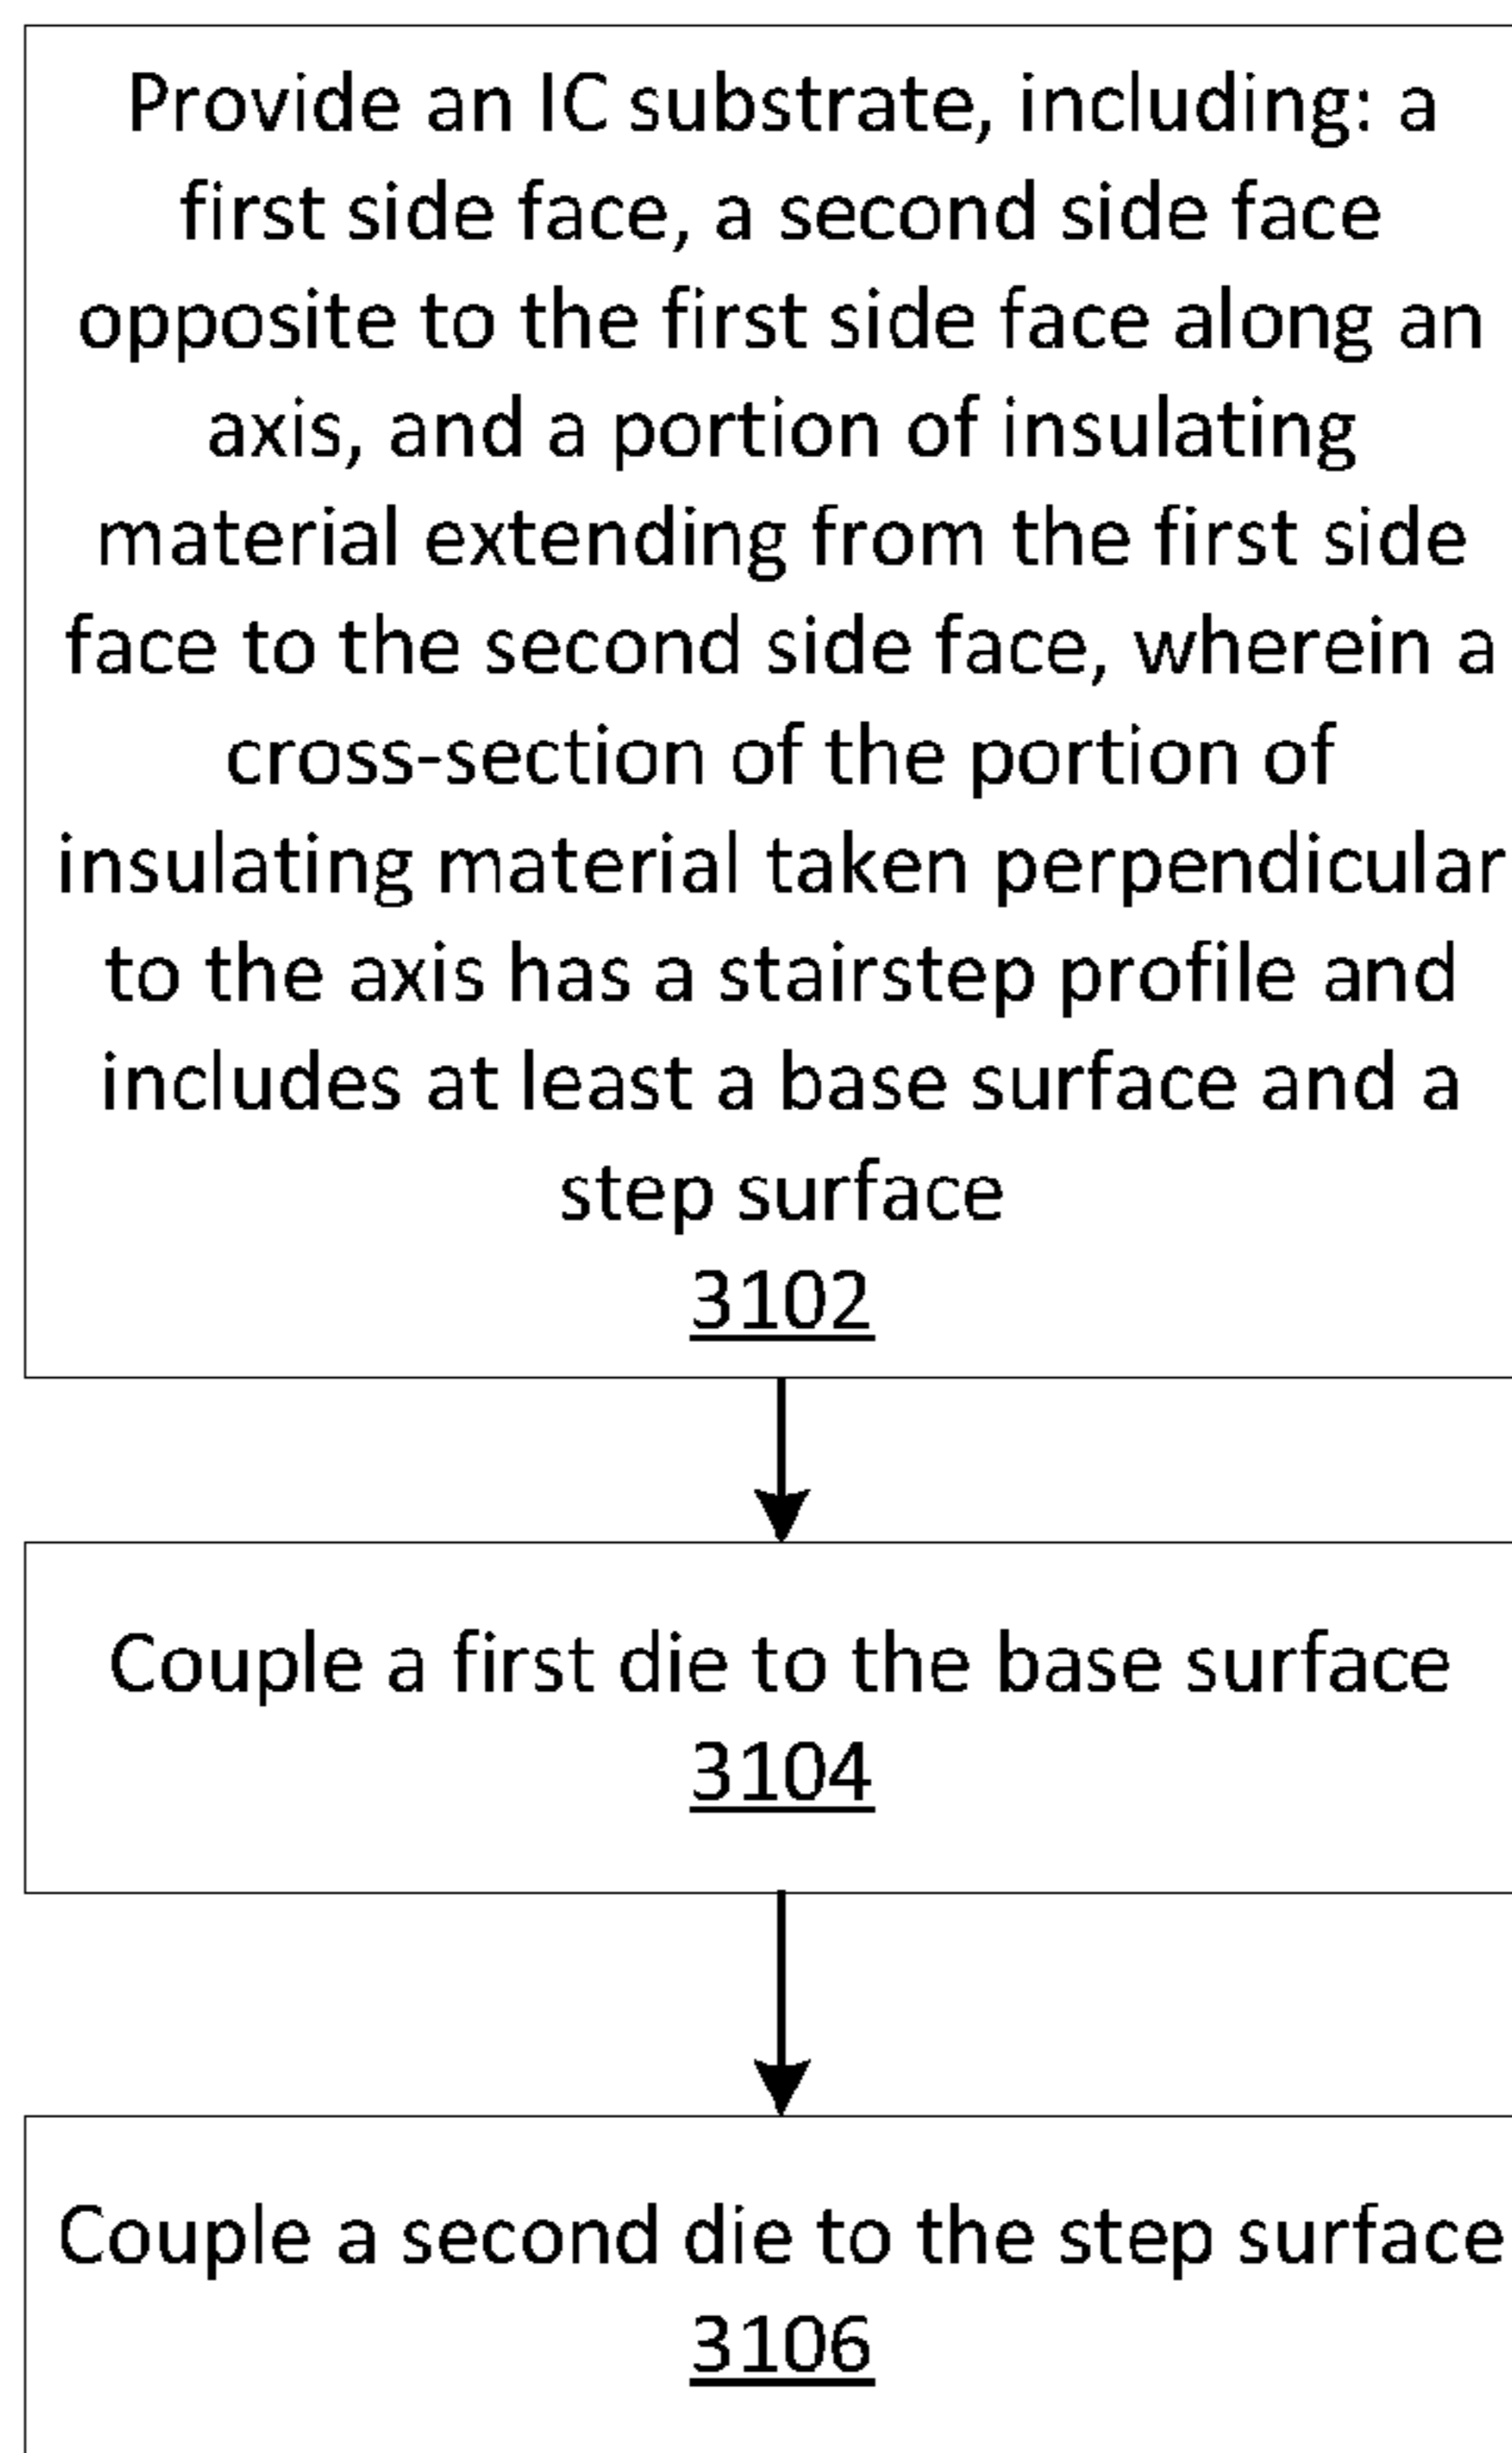 Provide an IC substrate, including: a
first side face, a second side face
opposite to the first side face along an
axis, and a portion of insulating
material extending from the first side
face to the second side face, wherein a
cross-section of the portion of
insulating material taken perpendicular
to the axis has a stairstep profile and
includes at least a base surface and a
step surface
3102
Couple a first die to the base surface
3104
Couple a second die to the step surface
3106